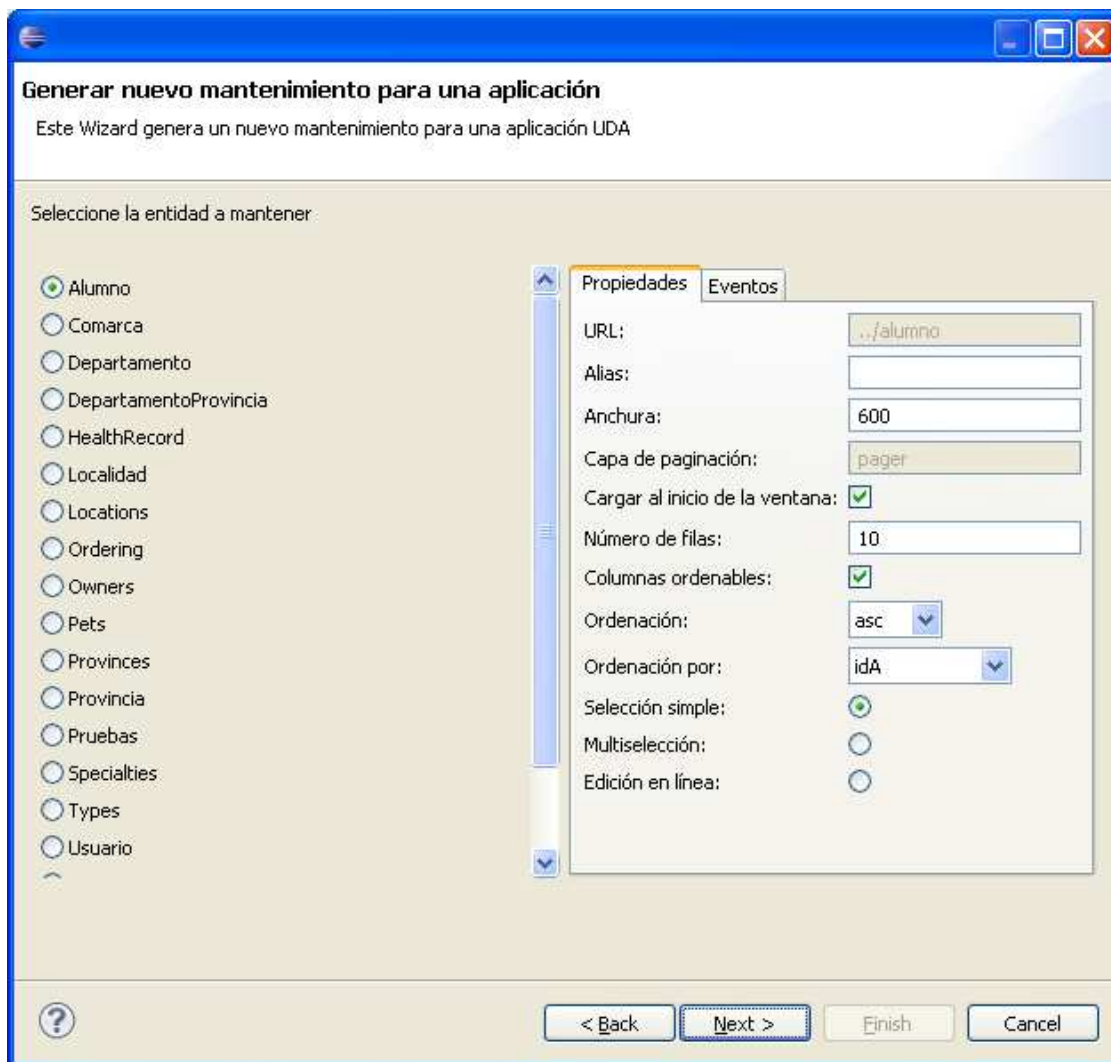 Generar nuevo mantenimiento para una aplicación
Este Wizard genera un nuevo mantenimiento para una aplicación UDA
Seleccione la entidad a mantener
Alumno
Comarca
Departamento
DepartamentoProvincia
HealthRecord
Localidad
Locations
Ordering
Owners
Pets
Provinces
Provincia
Pruebas
Specialties
Types
Usuario
Propiedades Eventos
URL: ../alumno
Alias:
Anchura: 600
Capa de paginación: pager
Cargar al inicio de la ventana:
Número de filas: 10
Columnas ordenables:
Ordenación: asc
Ordenación por: idA
Selección simple:
Multiselección:
Edición en línea:
? < Back Next > Finish Cancel